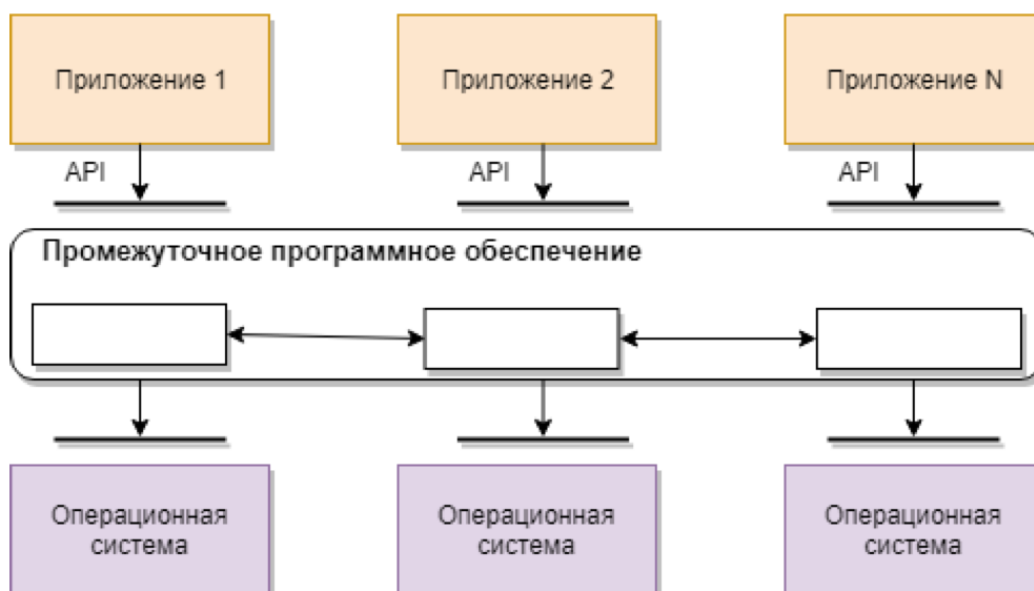 Приложение 1
Приложение 2
Приложение N
API
API
API
Промежуточное программное обеспечение
Операционная
система
Операционная
система
Операционная
система